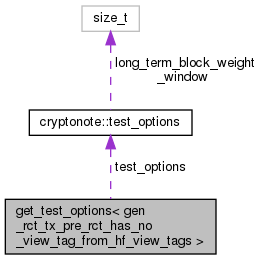 size_t
long_term_block_weight
_window
cryptonote::test_options
test_options
get_test_options< gen
_rct_tx_pre_rct_has_no
_view_tag_from_hf_view_tags >